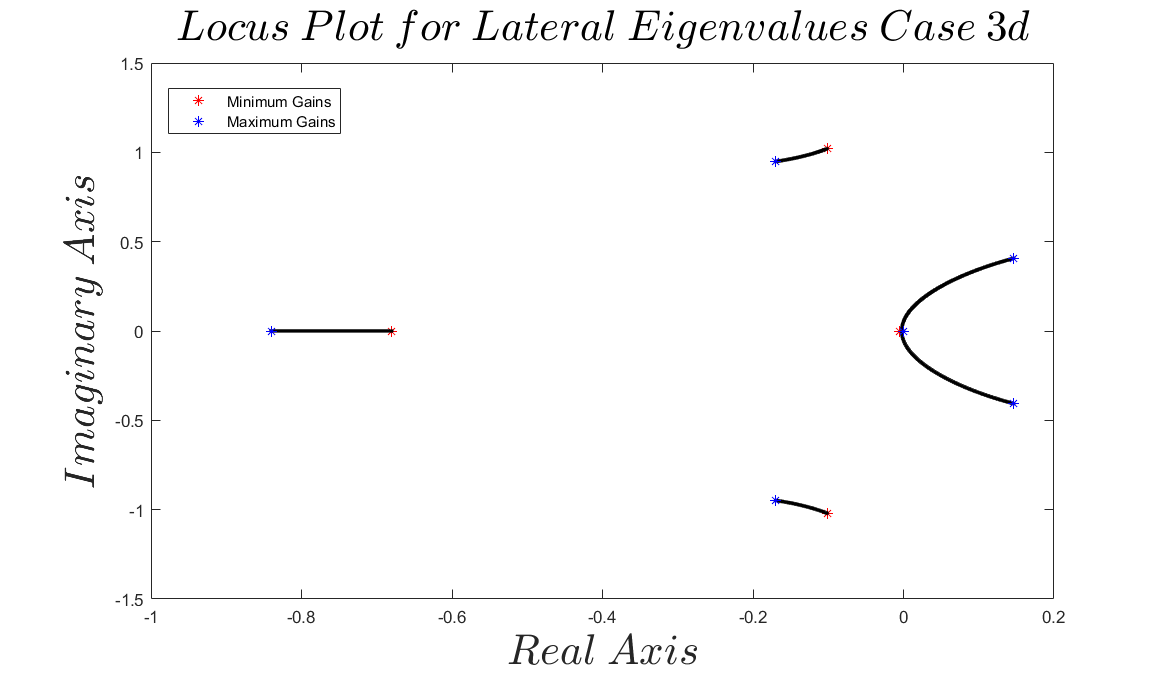 Locus Plot for Lateral Eigenvalues Case 3d
Minimum Gains
Maximum Gains
Imaginary Axis
1.5
1
0.5
0
-0.5
-1
-1.5
-1 -0.8 -0.6 -0.4 -0.2 0 0.2
Real Axis